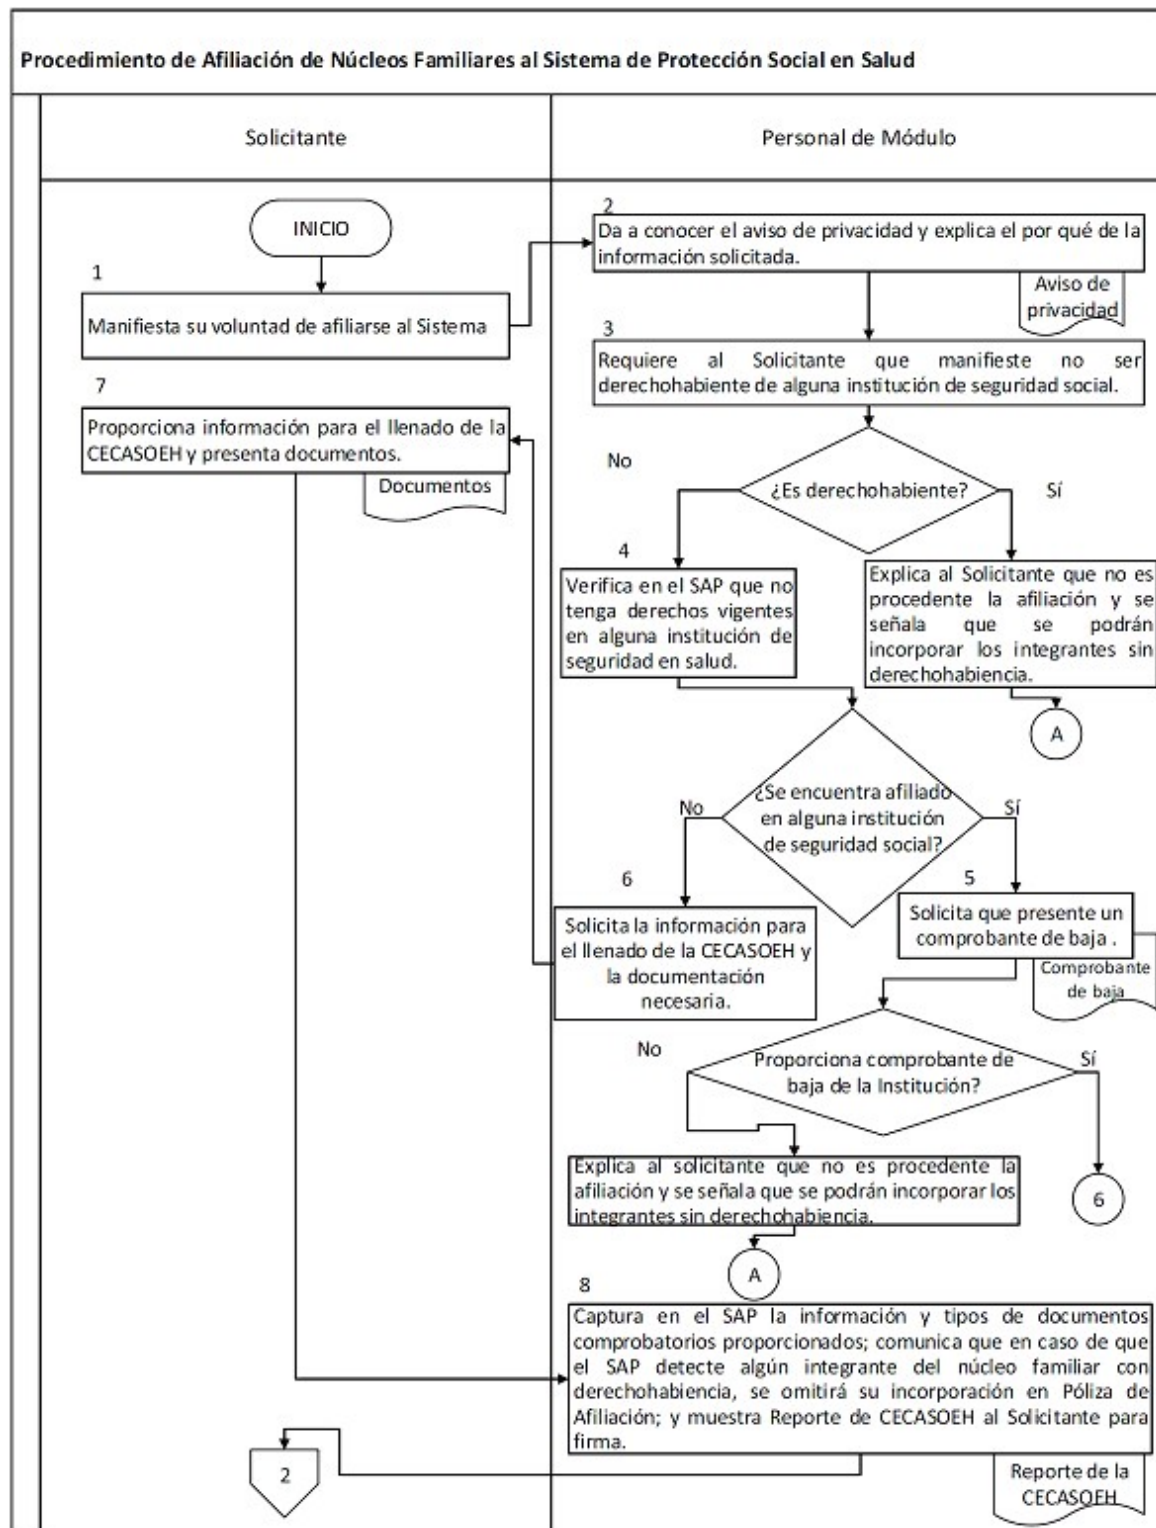 Procedimiento de Afiliación de Núcleos Familiares al Sistema de Protección Social en Salud
Solicitante
Personal de Módulo
INICIO
1
Manifiesta su voluntad de afiliarse al Sistema
2
Da a conocer el aviso de privacidad y explica el por qué de la
información solicitada.
Aviso de
privacidad
3
Requiere al Solicitante que manifieste no ser
derechohabiente de alguna institución de seguridad social.
7
Proporciona información para el llenado de la
CECASOEH y presenta documentos.
Documentos
No
¿Es derechohabiente?
Sí
4
Verifica en el SAP que no
tenga derechos vigentes
en alguna institución de
seguridad en salud.
Explica al Solicitante que no es
procedente la afiliación y se
señala que se podrán
incorporar los integrantes sin
derechohabiencia.
A
No
¿Se encuentra afiliado
en alguna institución
de seguridad social?
Sí
6
Solicita la información para
el llenado de la CECASOEH y
la documentación
necesaria.
5
Solicita que presente un
comprobante de baja .
Comprobante
de baja
No
Proporciona comprobante de
baja de la Institución?
Sí
Explica al solicitante que no es procedente la
afiliación y se señala que se podrán incorporar los
integrantes sin derechohabiencia.
6
A
8
Captura en el SAP la información y tipos de documentos
comprobatorios proporcionados; comunica que en caso de que
el SAP detecte algún integrante del núcleo familiar con
derechohabiencia, se omitirá su incorporación en Póliza de
Afiliación; y muestra Reporte de CECASOEH al Solicitante para
firma.
2
Reporte de la
CECASOEH